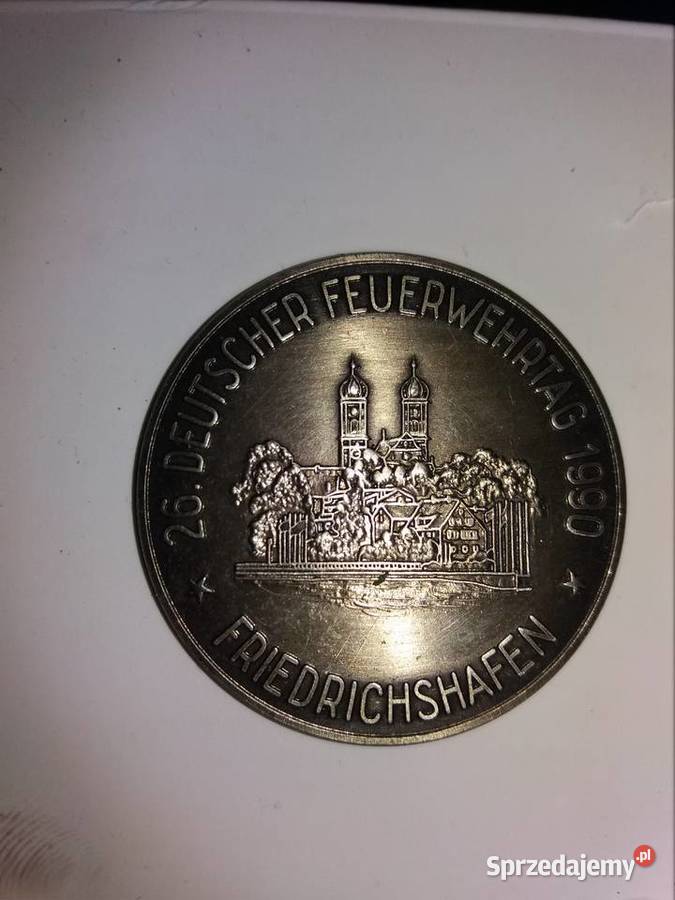 26. DEUTSCHER FEUERWEHRTAG 1990
FRIEDRICHSHAFEN
Sprzedajemy.pl